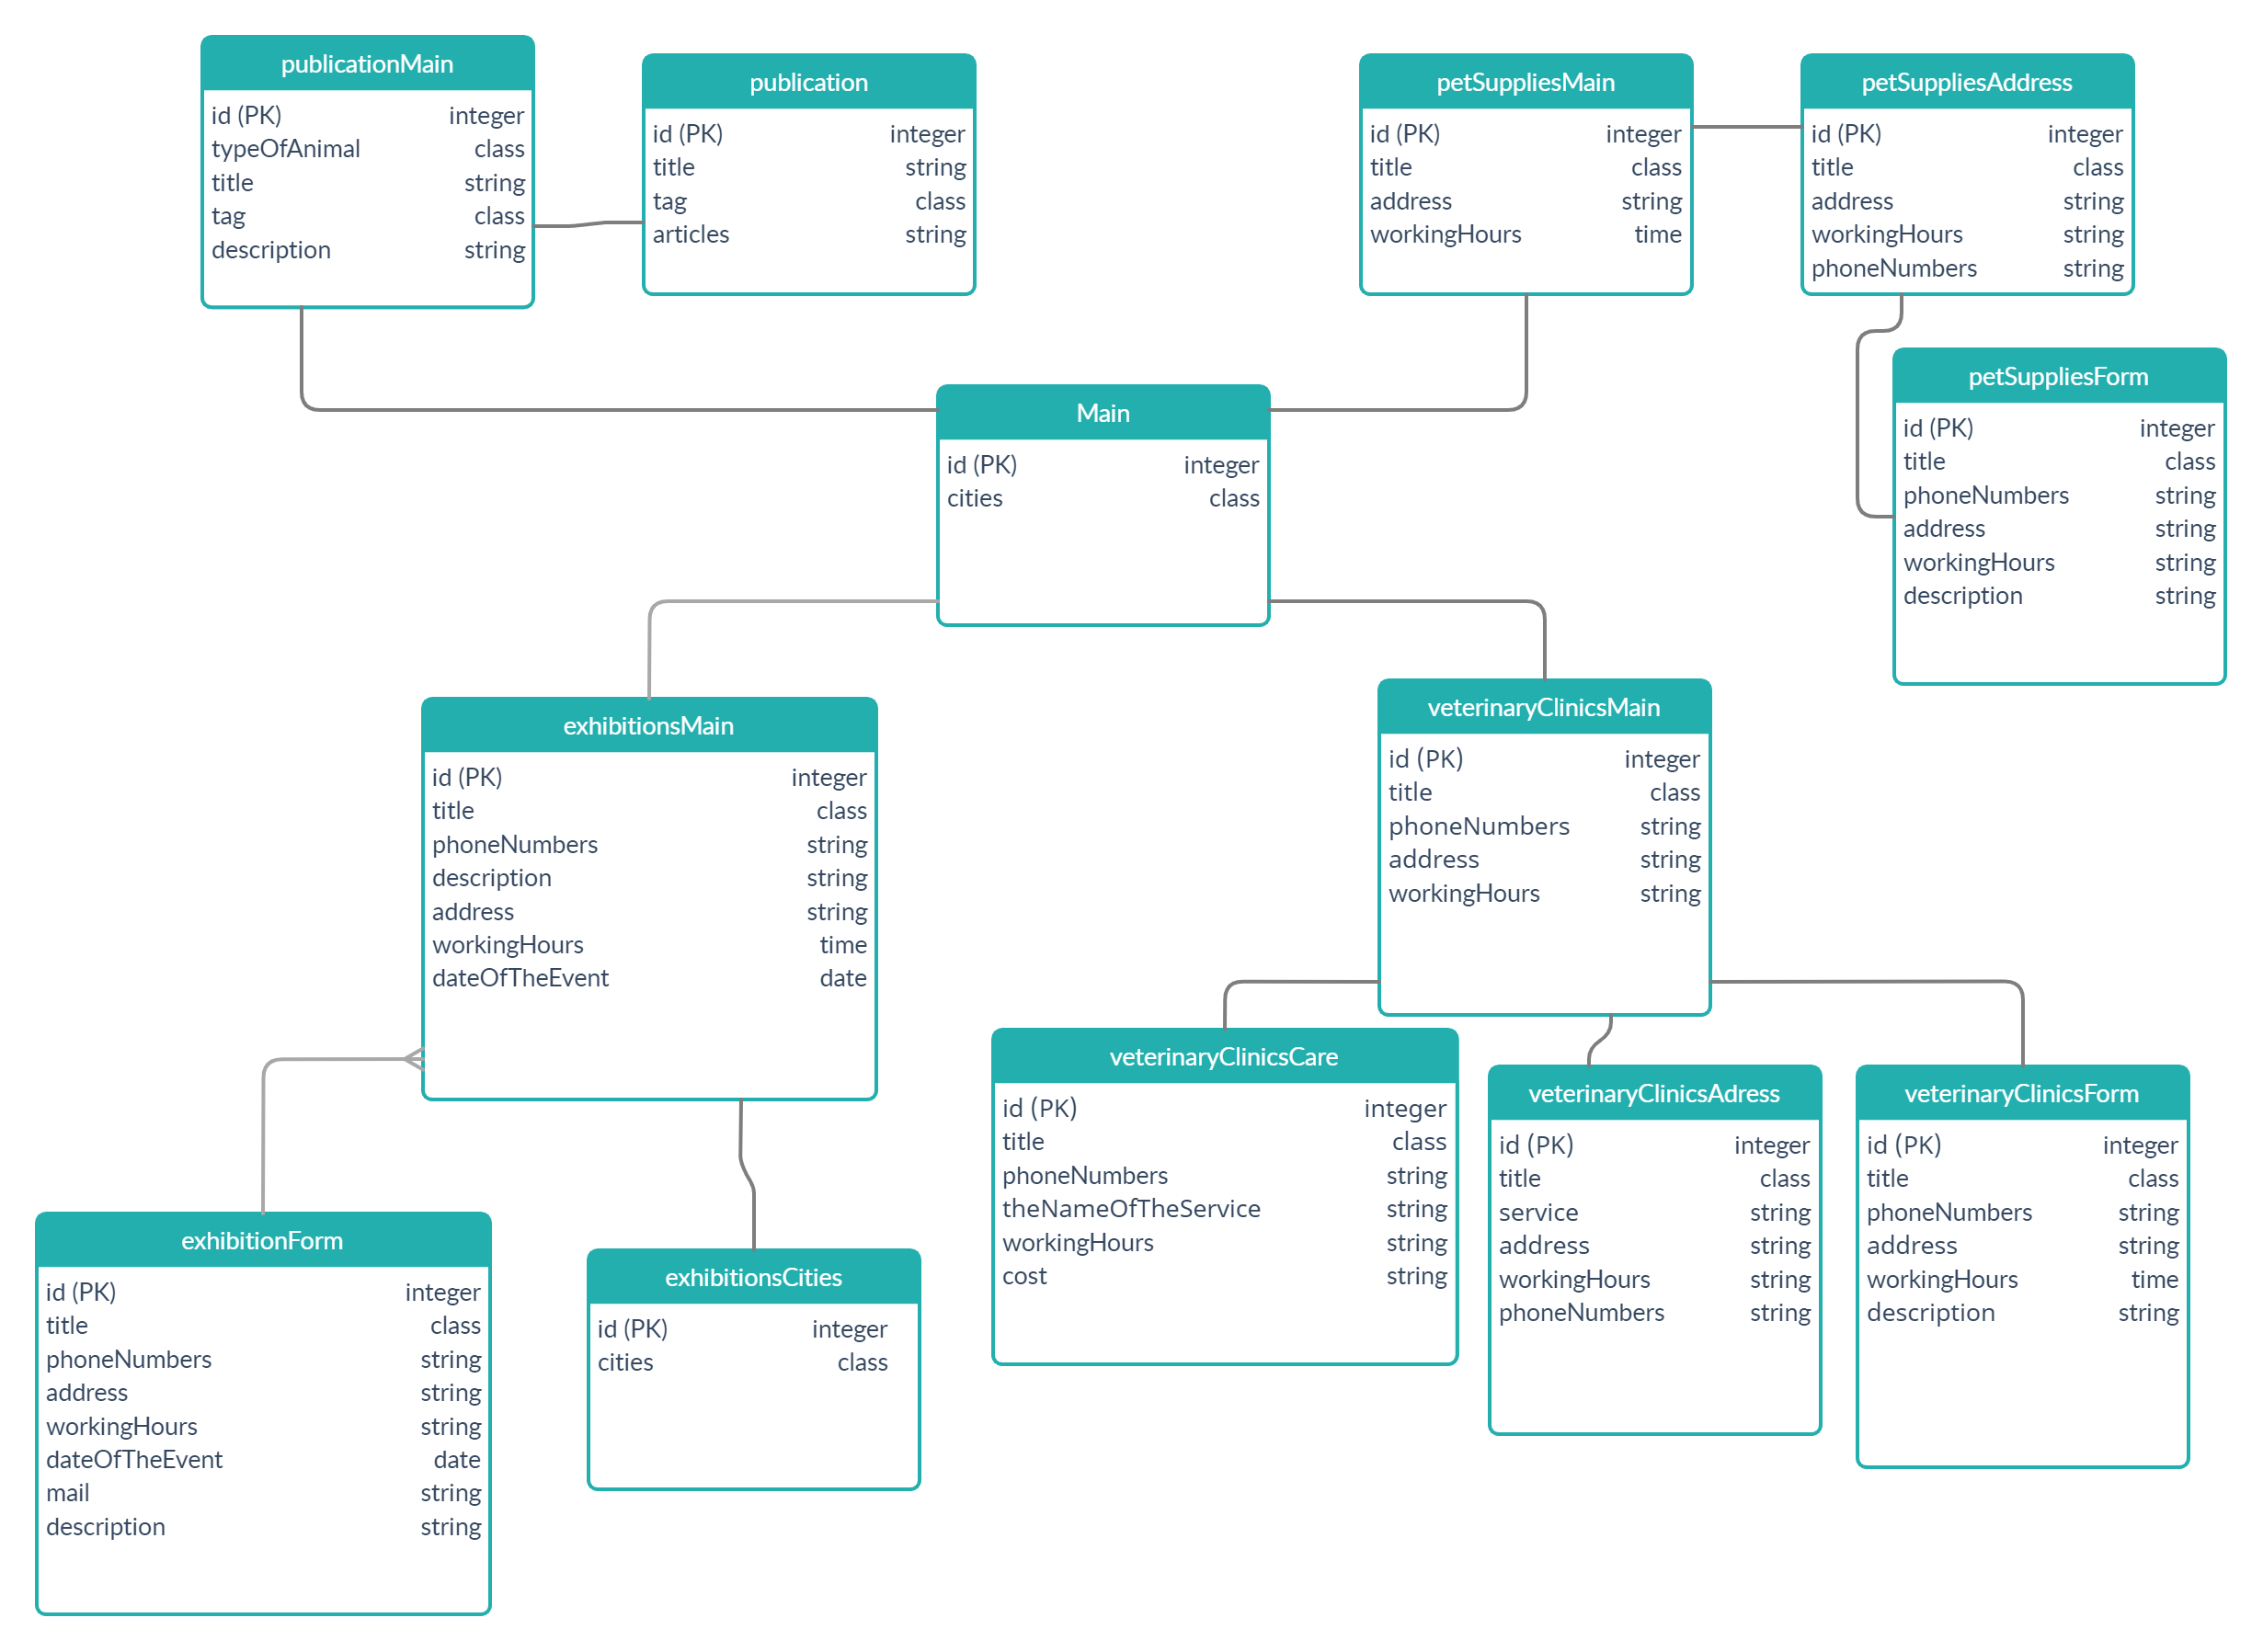 publicationMain
id (PK) integer
typeOfAnimal class
title string
tag class
description string
publication
id (PK) integer
title string
tag class
articles string
petSuppliesMain
id (PK) integer
title class
address string
workingHours time
petSuppliesAddress
id (PK) integer
title class
address string
workingHours string
phoneNumbers string
petSuppliesForm
id (PK) integer
title class
phoneNumbers string
address string
workingHours string
description string
Main
id (PK) integer
cities class
exhibitionsMain
id (PK) integer
title class
phoneNumbers string
description string
address string
workingHours time
dateOfTheEvent date
veterinaryClinicsMain
id (PK) integer
title class
phoneNumbers string
address string
workingHours string
veterinaryClinicsCare
id (PK) integer
title class
phoneNumbers string
theNameOfTheService string
workingHours string
cost string
veterinaryClinicsAdress
id (PK) integer
title class
service string
address string
workingHours string
phoneNumbers string
veterinaryClinicsForm
id (PK) integer
title class
phoneNumbers string
address string
workingHours time
description string
exhibitionForm
id (PK) integer
title class
phoneNumbers string
address string
workingHours string
dateOfTheEvent date
mail string
description string
exhibitionsCities
id (PK) integer
cities class